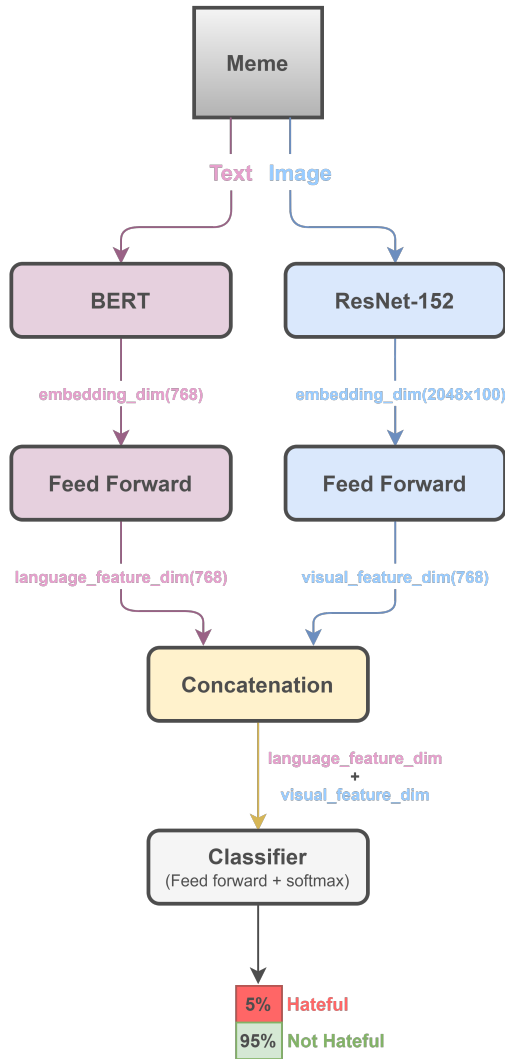 Meme
Text
Image
BERT
ResNet-152
embedding_dim(768)
embedding_dim(2048x100)
Feed Forward
Feed Forward
language_feature_dim(768)
visual_feature_dim(768)
Concatenation
language_feature_dim
+
visual_feature_dim
Classifier
(Feed forward + softmax)
5% Hateful
95% Not Hateful